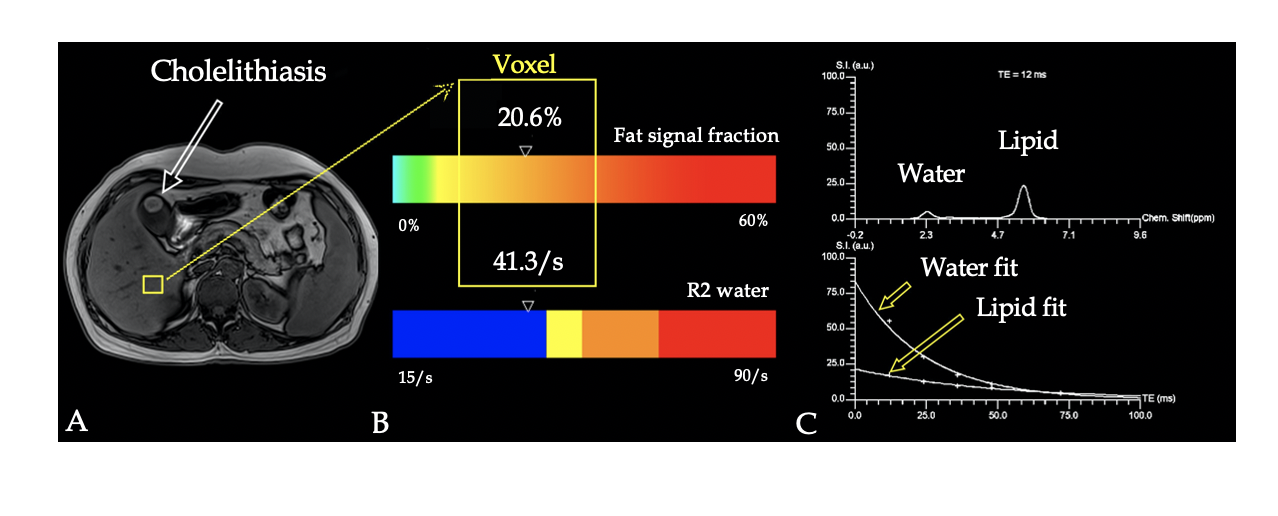 Cholelithiasis
A
Voxel
20.6%
Fat signal fraction
0%
60%
41.3/s
R2 water
15/s
90/s
B
S.I. (a.u.)
TE = 12 ms
100.0
75.0
50.0
25.0
0.0
Water
Lipid
Chem. Shift(ppm)
-0.2
2.3
4.7
7.1
9.6
S.I. (a.u.)
100.0
75.0
50.0
25.0
0.0
Water fit
Lipid fit
TE (ms)
0.0
25.0
50.0
75.0
100.0
C